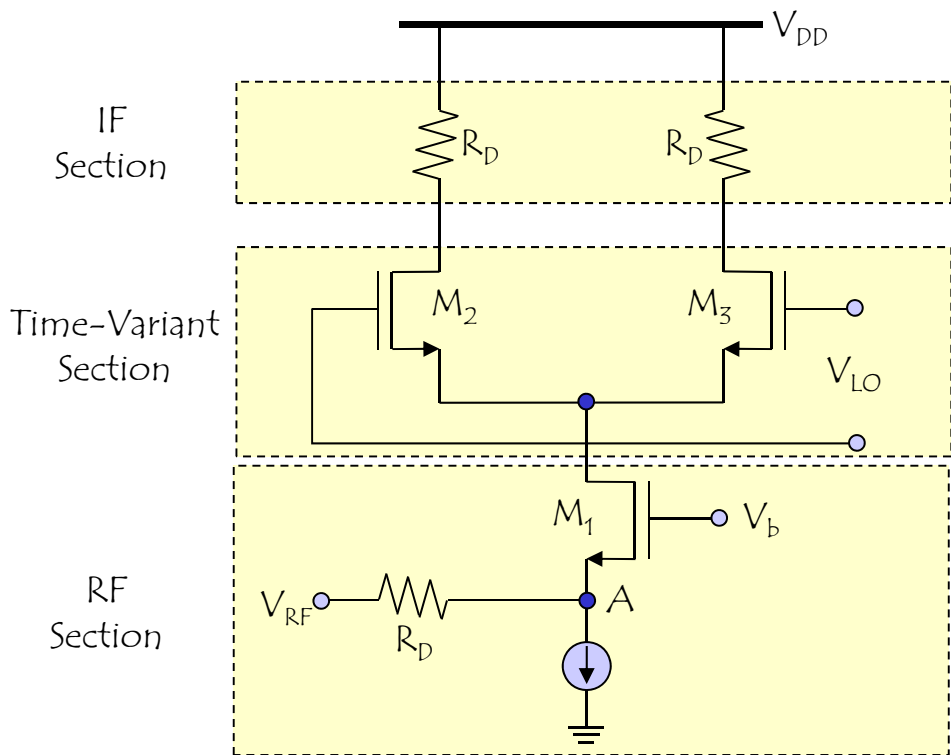 V_DD
IF
Section
R_D
R_D
Time-Variant
Section
M_2
M_3
V_LO
RF
Section
M_1
V_b
V_RF
A
R_D